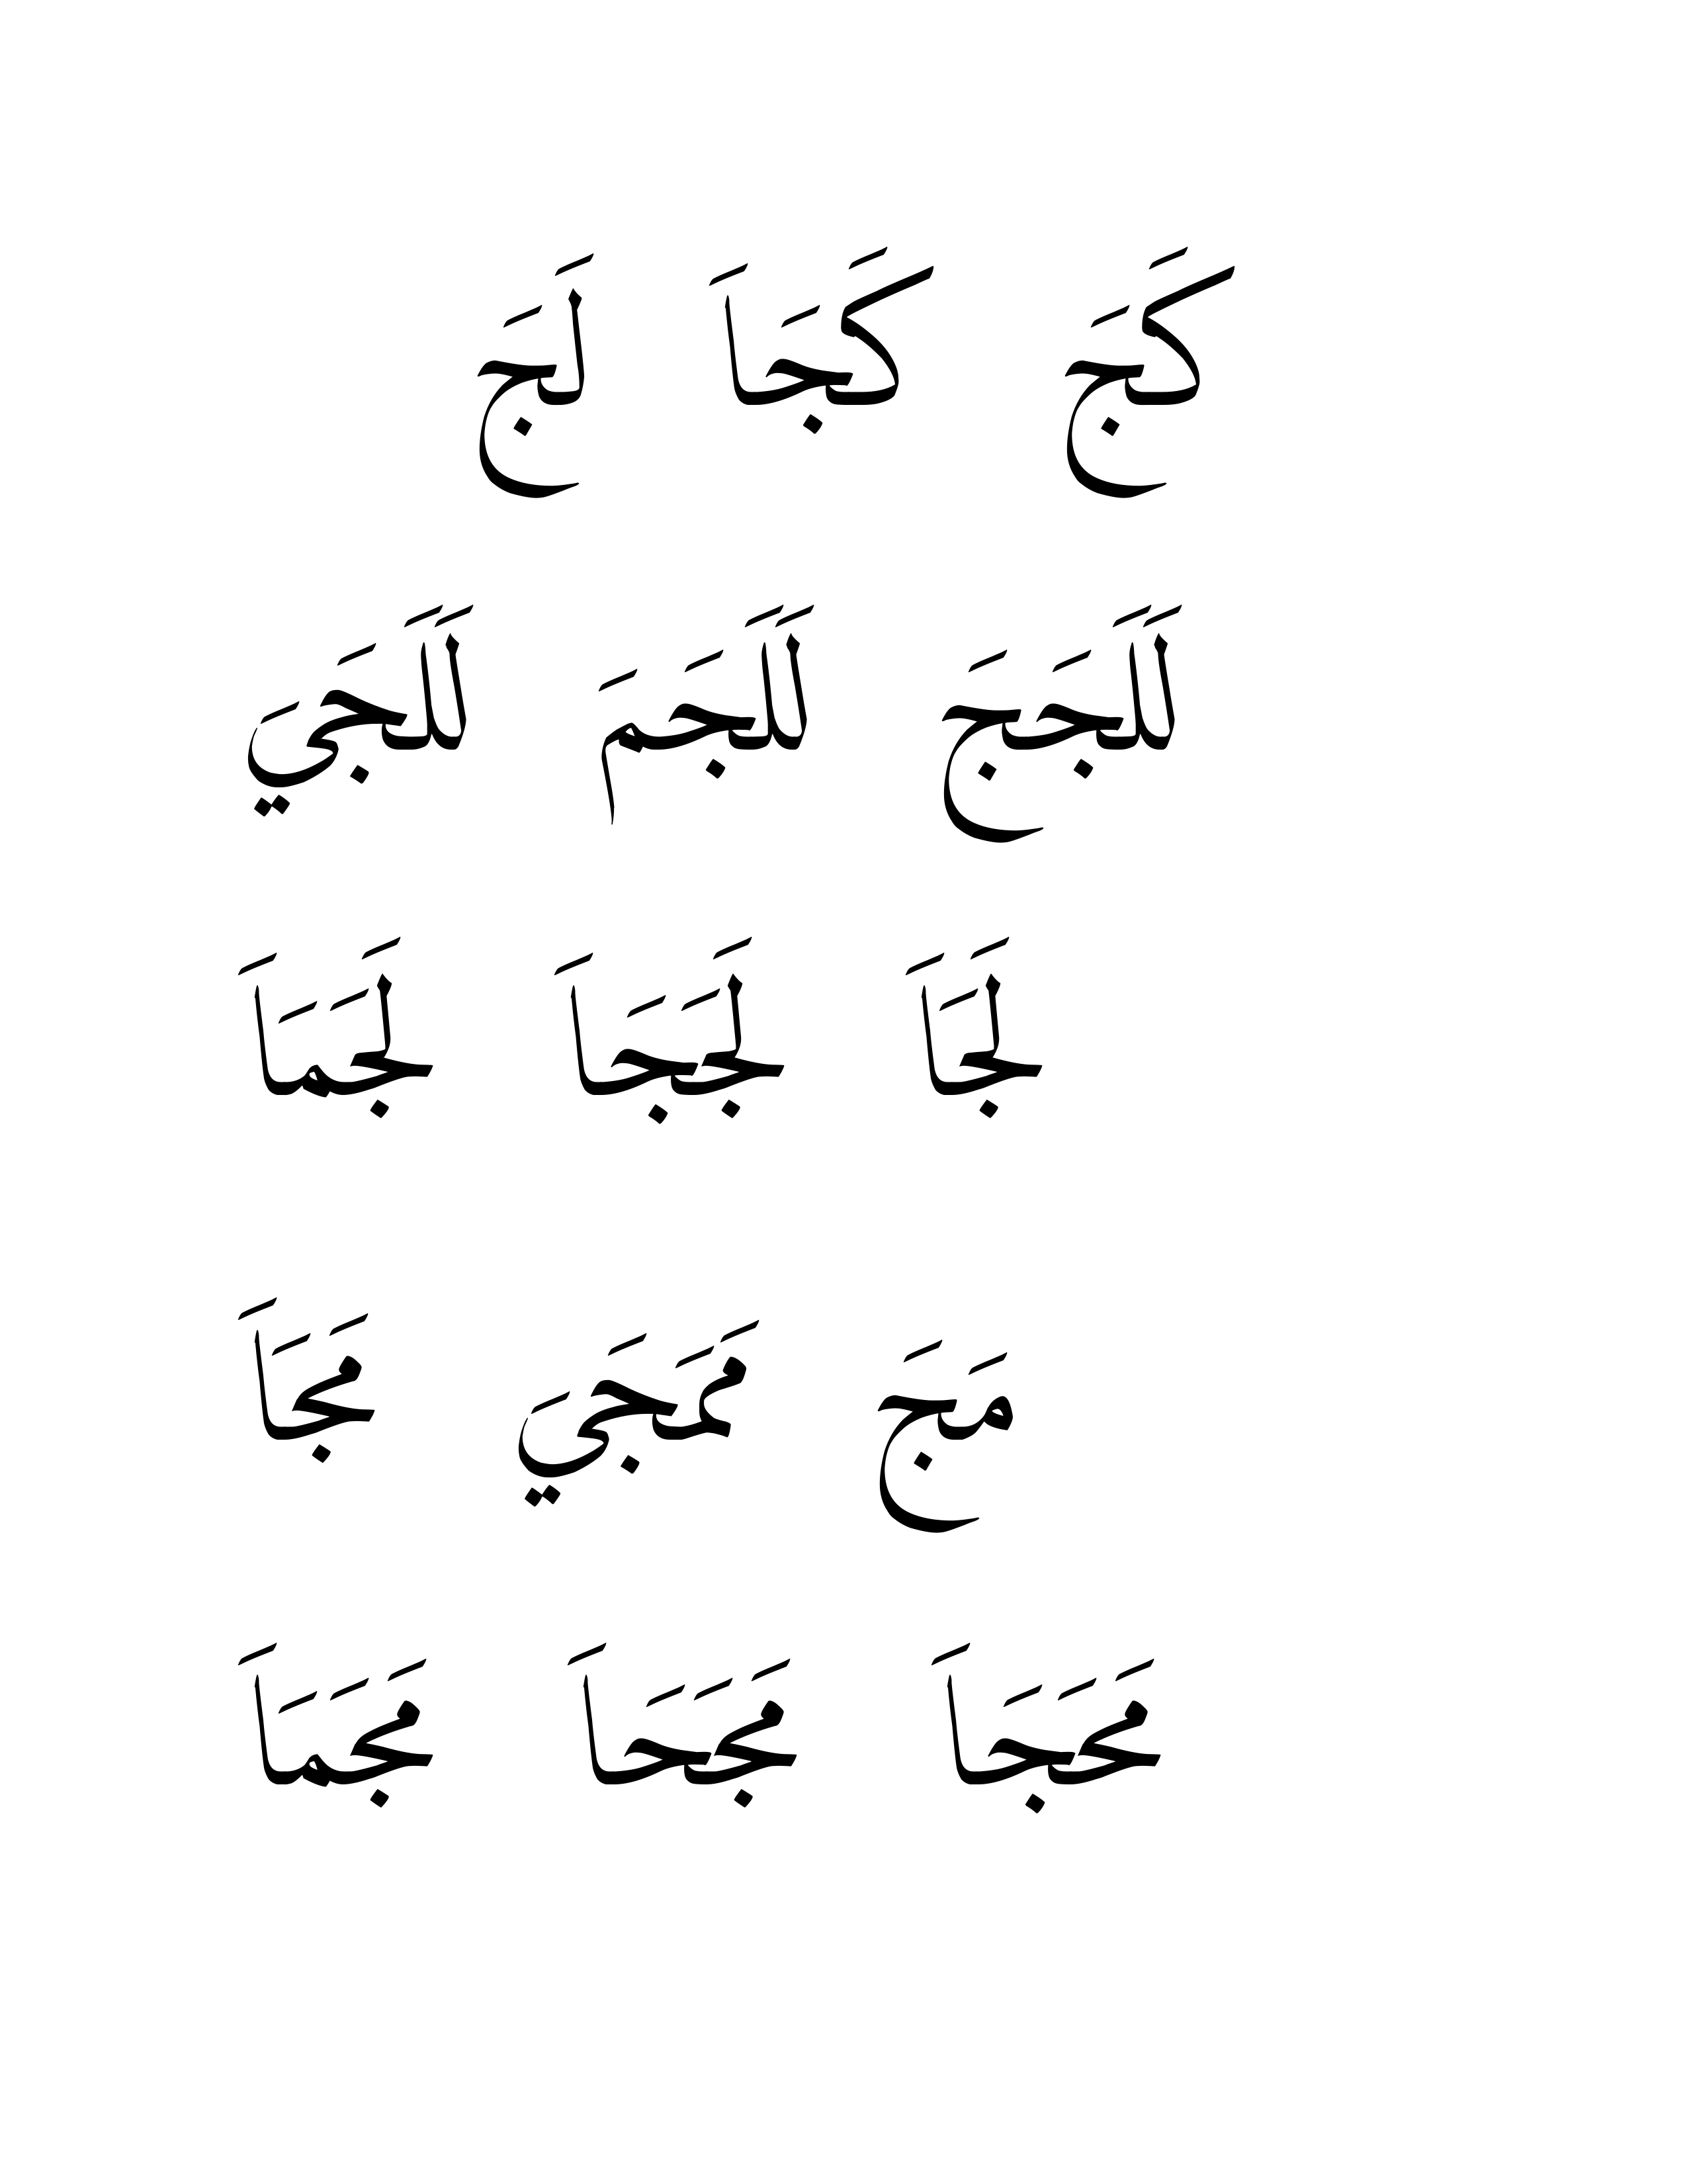 كَجَ كَجَاَ لَجَ
لَلَجَجَ لَلَجَمَ لَلَجَيَ
لَجَاَ لَجَجَاَ لَجَمَاَ
مَجَ مَمَجَيَ مَجَاَ
مَحَجَاَ مَجَحَاَ مَجَمَاَ